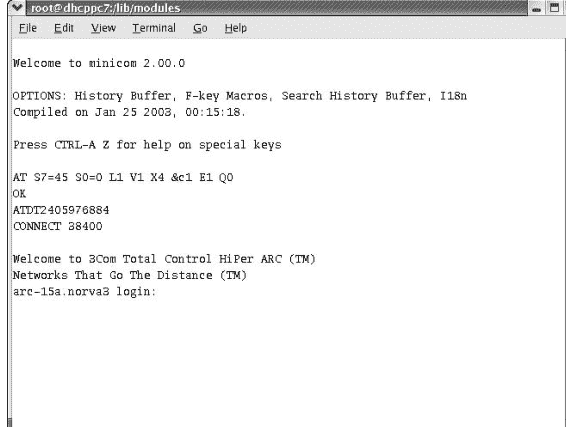 root@dhcppc7:/lib/modules
File Edit View Terminal Go Help
Welcome to minicom 2.00.0
OPTIONS: History Buffer, F-key Macros, Search History Buffer, I18n
Compiled on Jan 25 2003, 00:15:18.
Press CTRL-A Z for help on special keys
AT S7=45 S0=0 L1 V1 X4 &c1 E1 Q0
OK
ATDT2405976884
CONNECT 38400
Welcome to 3Com Total Control HiPer ARC (TM)
Networks That Go The Distance (TM)
arc-15a.norva3 login: